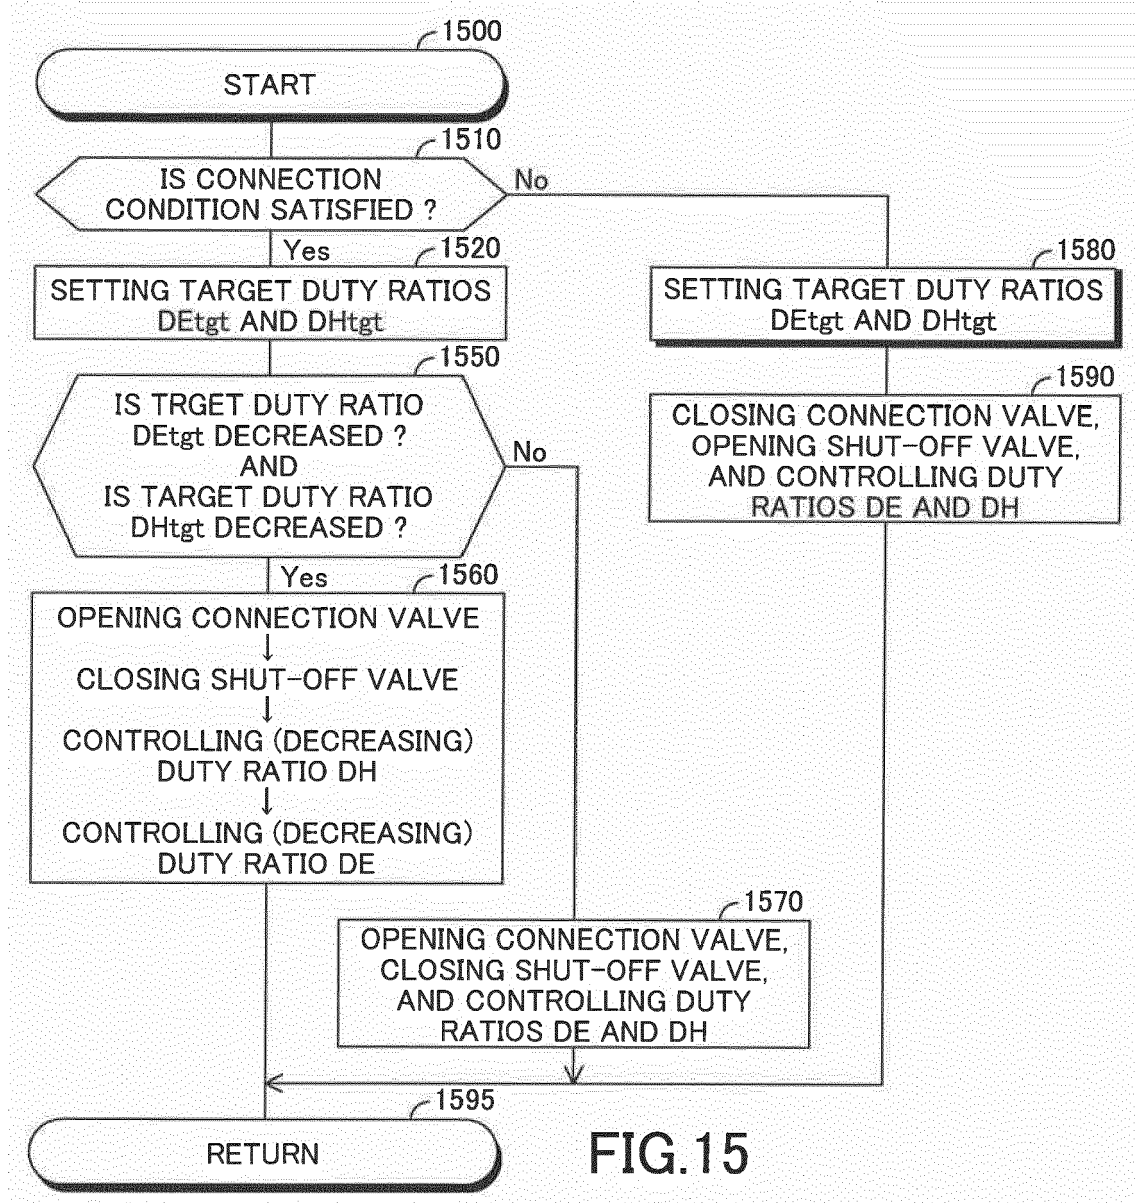 1500
START
1510
IS CONNECTION
CONDITION SATISFIED ?
No
Yes
1520
SETTING TARGET DUTY RATIOS
DEtgt AND DHtgt
1580
SETTING TARGET DUTY RATIOS
DEtgt AND DHtgt
1550
IS TRGET DUTY RATIO
DEtgt DECREASED ?
AND
IS TARGET DUTY RATIO
DHtgt DECREASED ?
No
1590
CLOSING CONNECTION VALVE,
OPENING SHUT-OFF VALVE,
AND CONTROLLING DUTY
RATIOS DE AND DH
Yes
1560
OPENING CONNECTION VALVE
↓
CLOSING SHUT-OFF VALVE
↓
CONTROLLING (DECREASING)
DUTY RATIO DH
↓
CONTROLLING (DECREASING)
DUTY RATIO DE
1570
OPENING CONNECTION VALVE,
CLOSING SHUT-OFF VALVE,
AND CONTROLLING DUTY
RATIOS DE AND DH
1595
RETURN
FIG.15